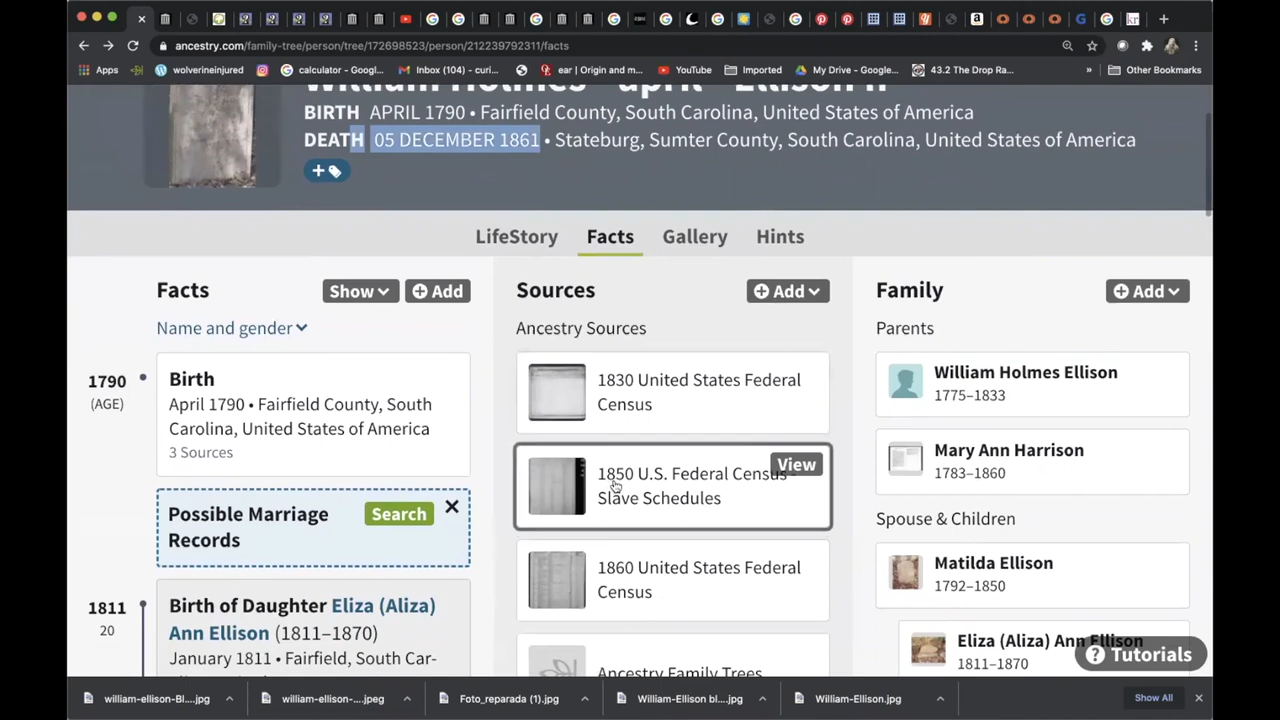 ancestry.com/family-tree/person/tree/172698523/person/212239792311/facts
Apps
wolverineinjured
calculator - Googl...
Inbox (104) - curi...
ear | Origin and m...
YouTube
Imported
My Drive - Google...
43.2 The Drop Ra...
»
Other Bookmarks
William Holmes "april" Ellison II
BIRTH APRIL 1790 • Fairfield County, South Carolina, United States of America
DEATH 05 DECEMBER 1861 • Stateburg, Sumter County, South Carolina, United States of America
LifeStory
Facts
Gallery
Hints
Facts
Show
Add
Name and gender
1790
(AGE)
Birth
April 1790 • Fairfield County, South
Carolina, United States of America
3 Sources
Possible Marriage
Records
Search
1811
20
Birth of Daughter Eliza (Aliza)
Ann Ellison (1811–1870)
January 1811 • Fairfield, South Car-
Sources
Add
Ancestry Sources
1830 United States Federal
Census
1850 U.S. Federal Census -
Slave Schedules
View
1860 United States Federal
Census
Ancestry Family Trees
Family
Add
Parents
William Holmes Ellison
1775–1833
Mary Ann Harrison
1783–1860
Spouse & Children
Matilda Ellison
1792–1850
Eliza (Aliza) Ann Ellison
1811–1870
Tutorials
william-ellison-Bl....jpg
william-ellison-....jpeg
Foto_reparada (1).jpg
William-Ellison bl....jpg
William-Ellison.jpg
Show All